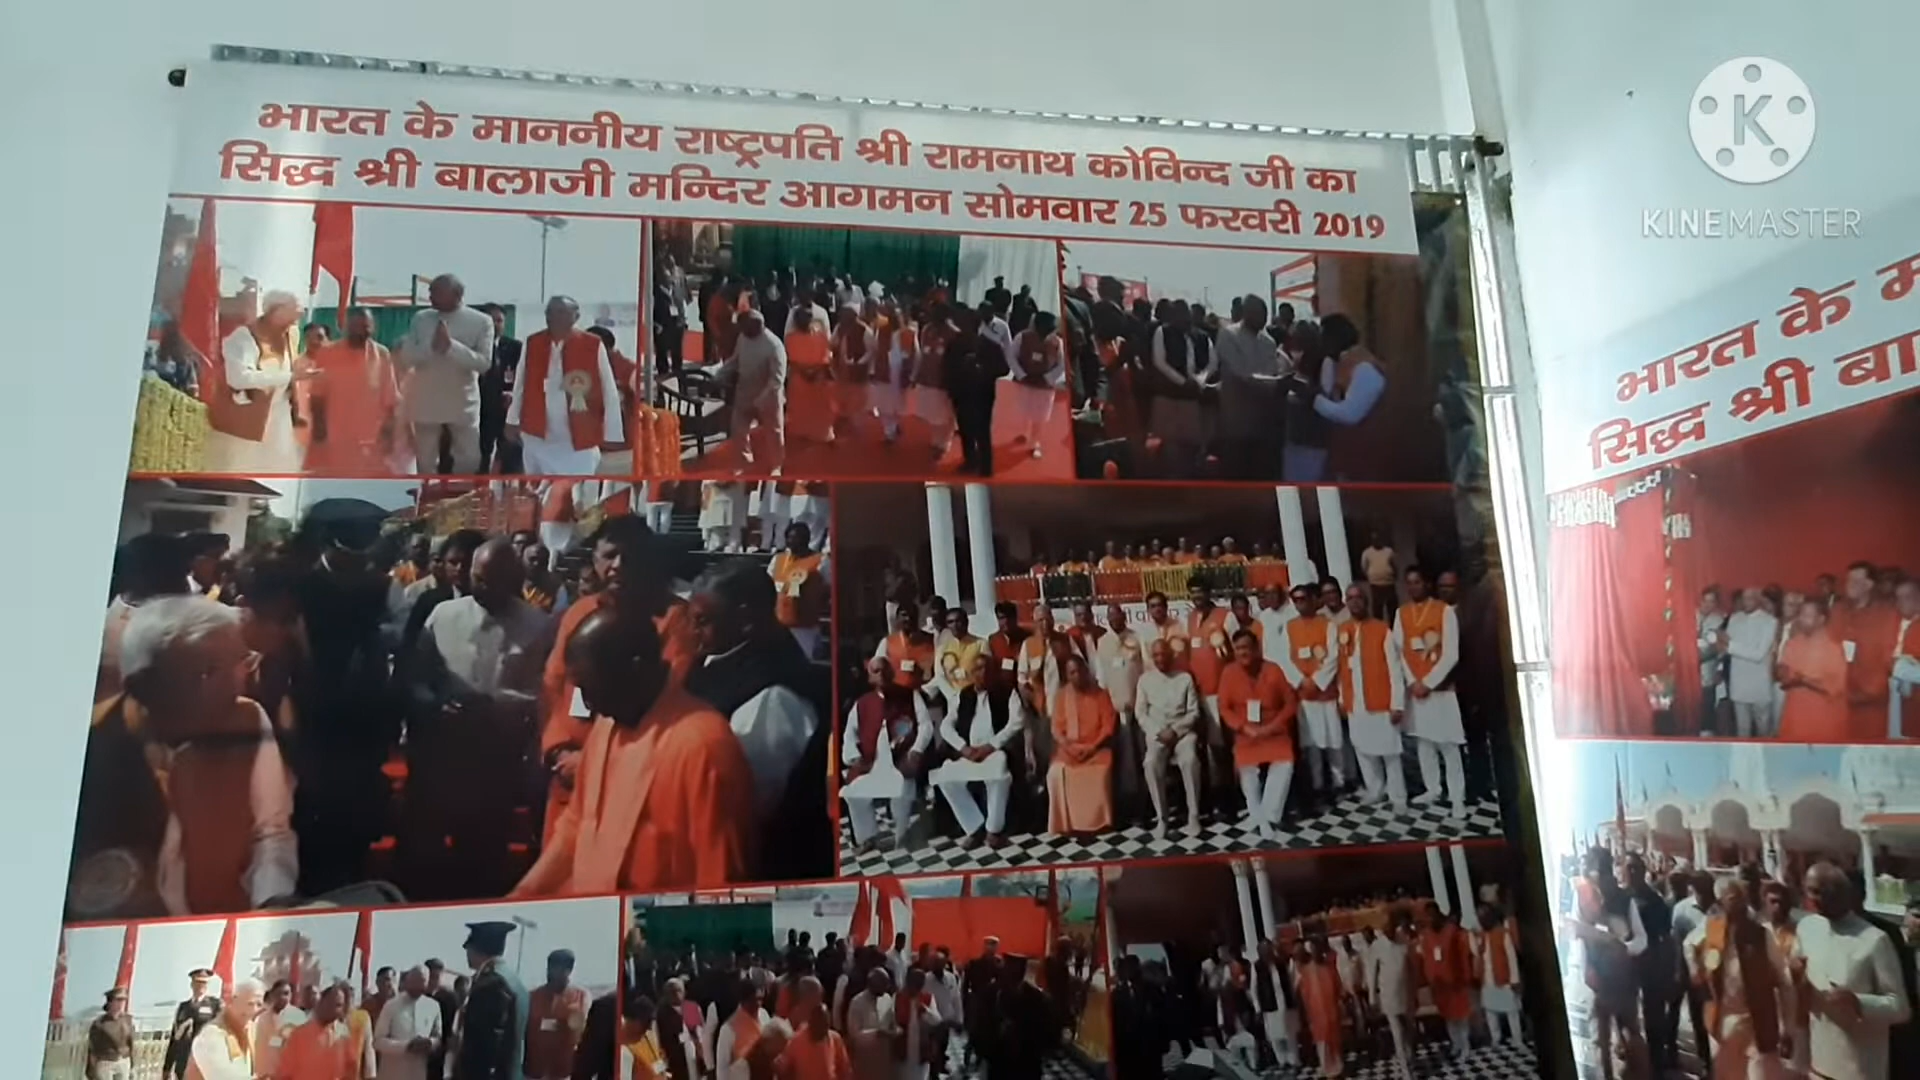 भारत के माननीय राष्ट्रपति श्री रामनाथ कोविन्द जी का
सिद्ध श्री बालाजी मन्दिर आगमन सोमवार 25 फरवरी 2019
K
KINEMASTER
भारत के
सिद्ध श्री